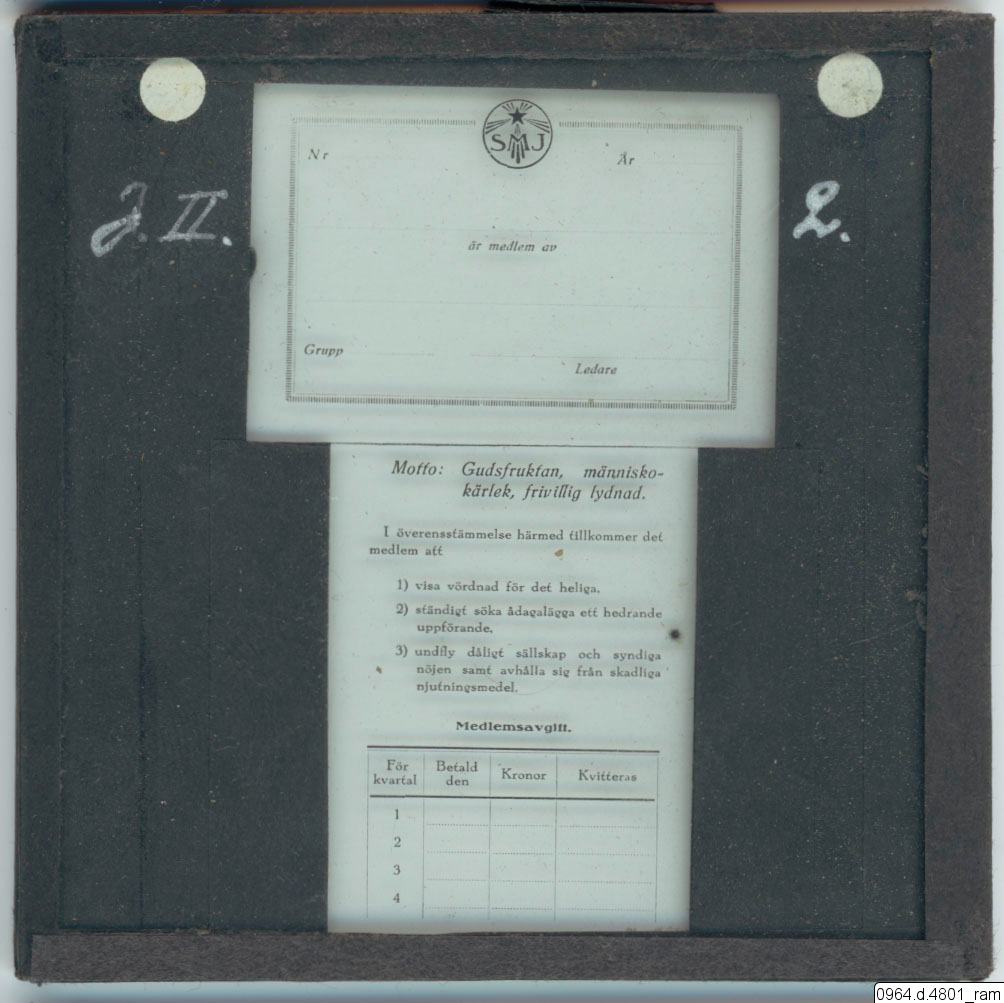 SMJ
Nr År
J. II. 2.
är medlem av
Grupp
Ledare
Motto: Gudsfruktan, människo-
kärlek, frivillig lydnad.
I överensstämmelse härmed tillkommer det
medlem att
1) visa vördnad för det heliga,
2) ständigt söka ådagalägga ett hedrande
uppförande,
3) undfly dåligt sällskap och syndiga
nöjen samt avhålla sig från skadliga
njutningsmedel.
Medlemsavgift.
För kvartal Betald den Kronor Kvitteras
1
2
3
4
0964.d.4801_ram